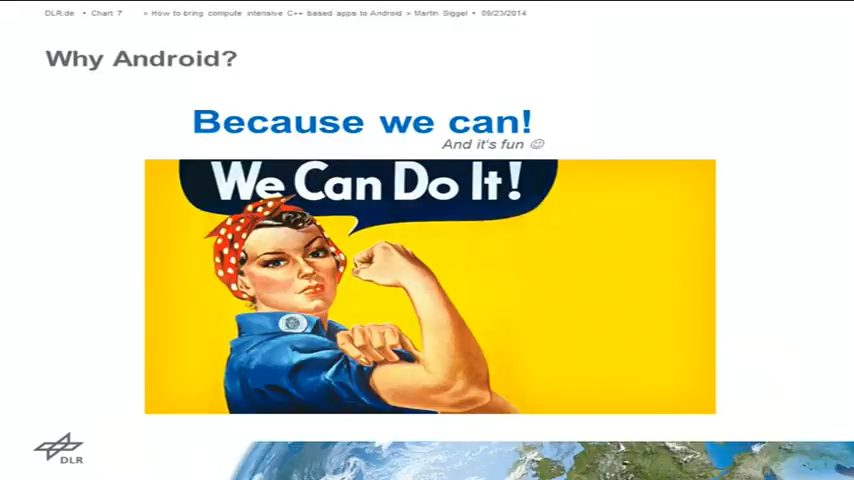 DLR.de • Chart 7 > How to bring compute intensive C++ based apps to Android > Martin Siggel • 09/23/2014
Why Android?
Because we can!
And it's fun ☺
We Can Do It!
DLR